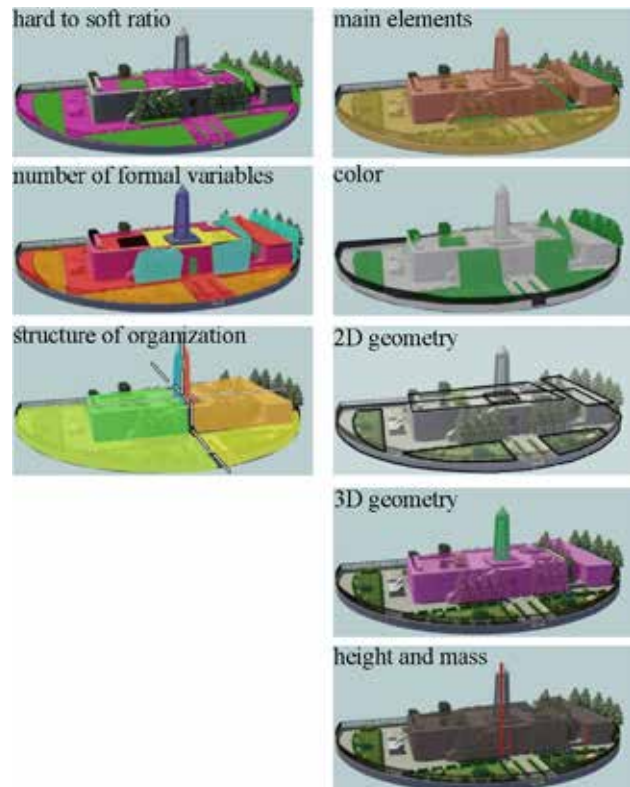 hard to soft ratio
main elements
number of formal variables
color
structure of organization
2D geometry
3D geometry
height and mass